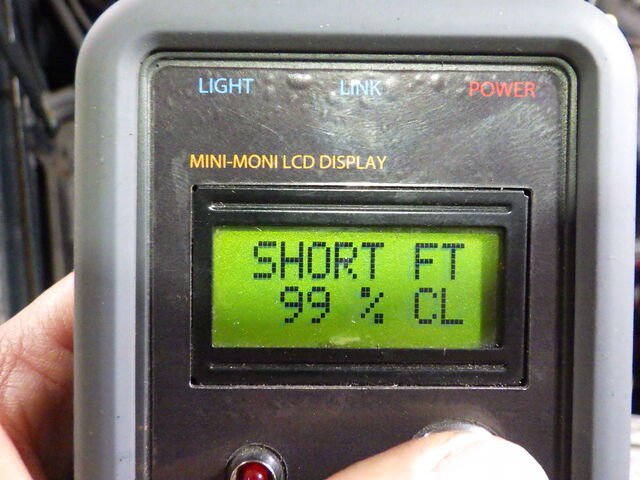 LIGHT LINK POWER
MINI-MONI LCD DISPLAY
SHORT FT
99 % CL